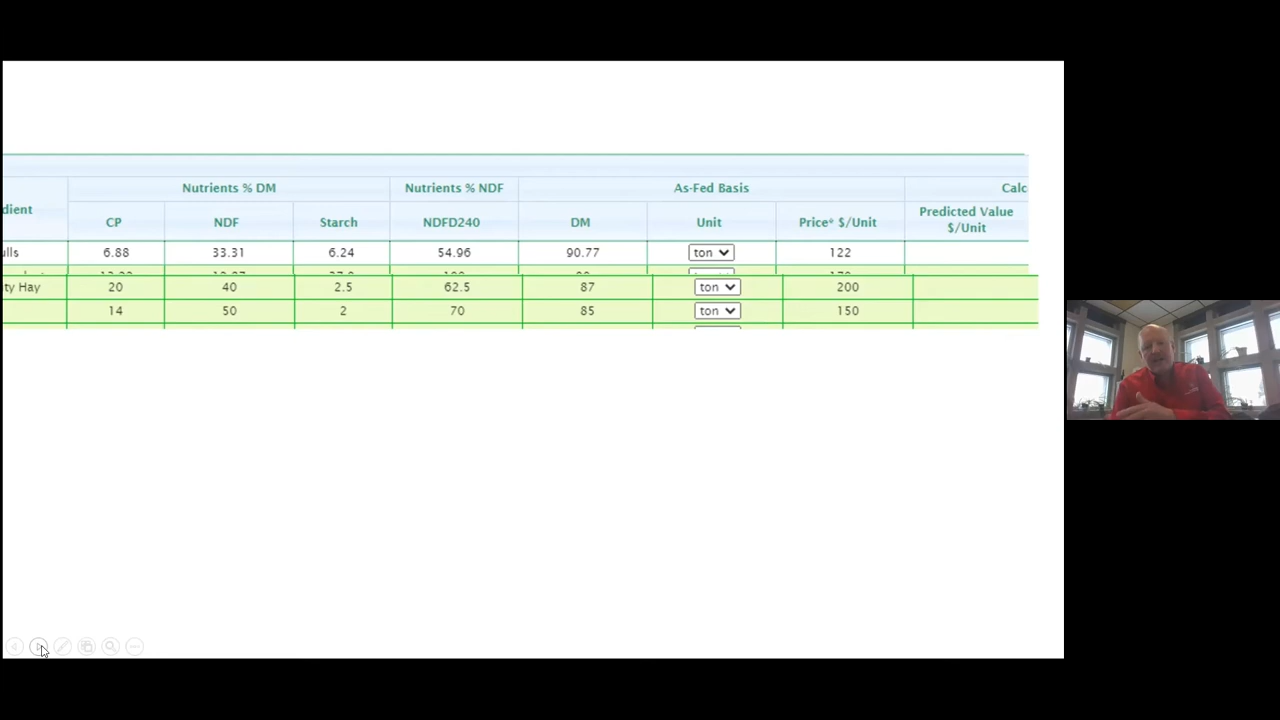 Nutrients % DM Nutrients % NDF As-Fed Basis Calc
dient CP NDF Starch NDFD240 DM Unit Price* $/Unit Predicted Value $/Unit
ulls 6.88 33.31 6.24 54.96 90.77 ton 122
ty Hay 20 40 2.5 62.5 87 ton 200
14 50 2 70 85 ton 150